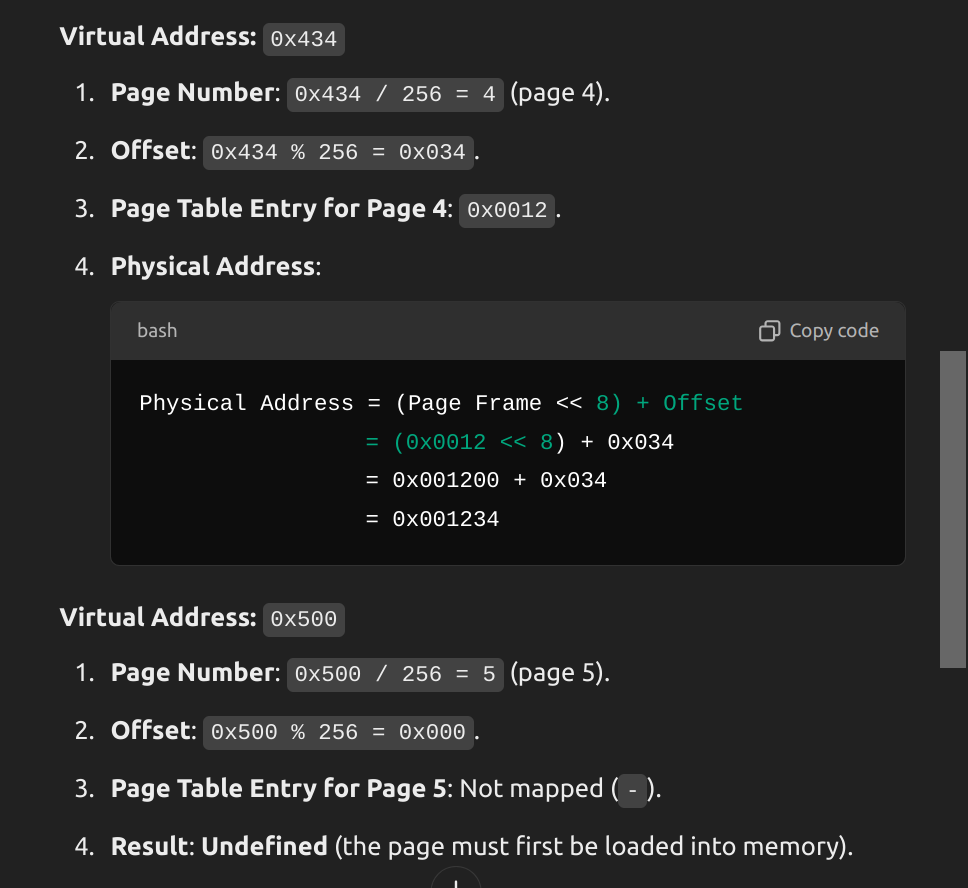 Virtual Address: 0x434
1. Page Number: 0x434 / 256 = 4 (page 4).
2. Offset: 0x434 % 256 = 0x034.
3. Page Table Entry for Page 4: 0x0012.
4. Physical Address:
bash Copy code
Physical Address = (Page Frame << 8) + Offset
= (0x0012 << 8) + 0x034
= 0x001200 + 0x034
= 0x001234
Virtual Address: 0x500
1. Page Number: 0x500 / 256 = 5 (page 5).
2. Offset: 0x500 % 256 = 0x000.
3. Page Table Entry for Page 5: Not mapped (-).
4. Result: Undefined (the page must first be loaded into memory).